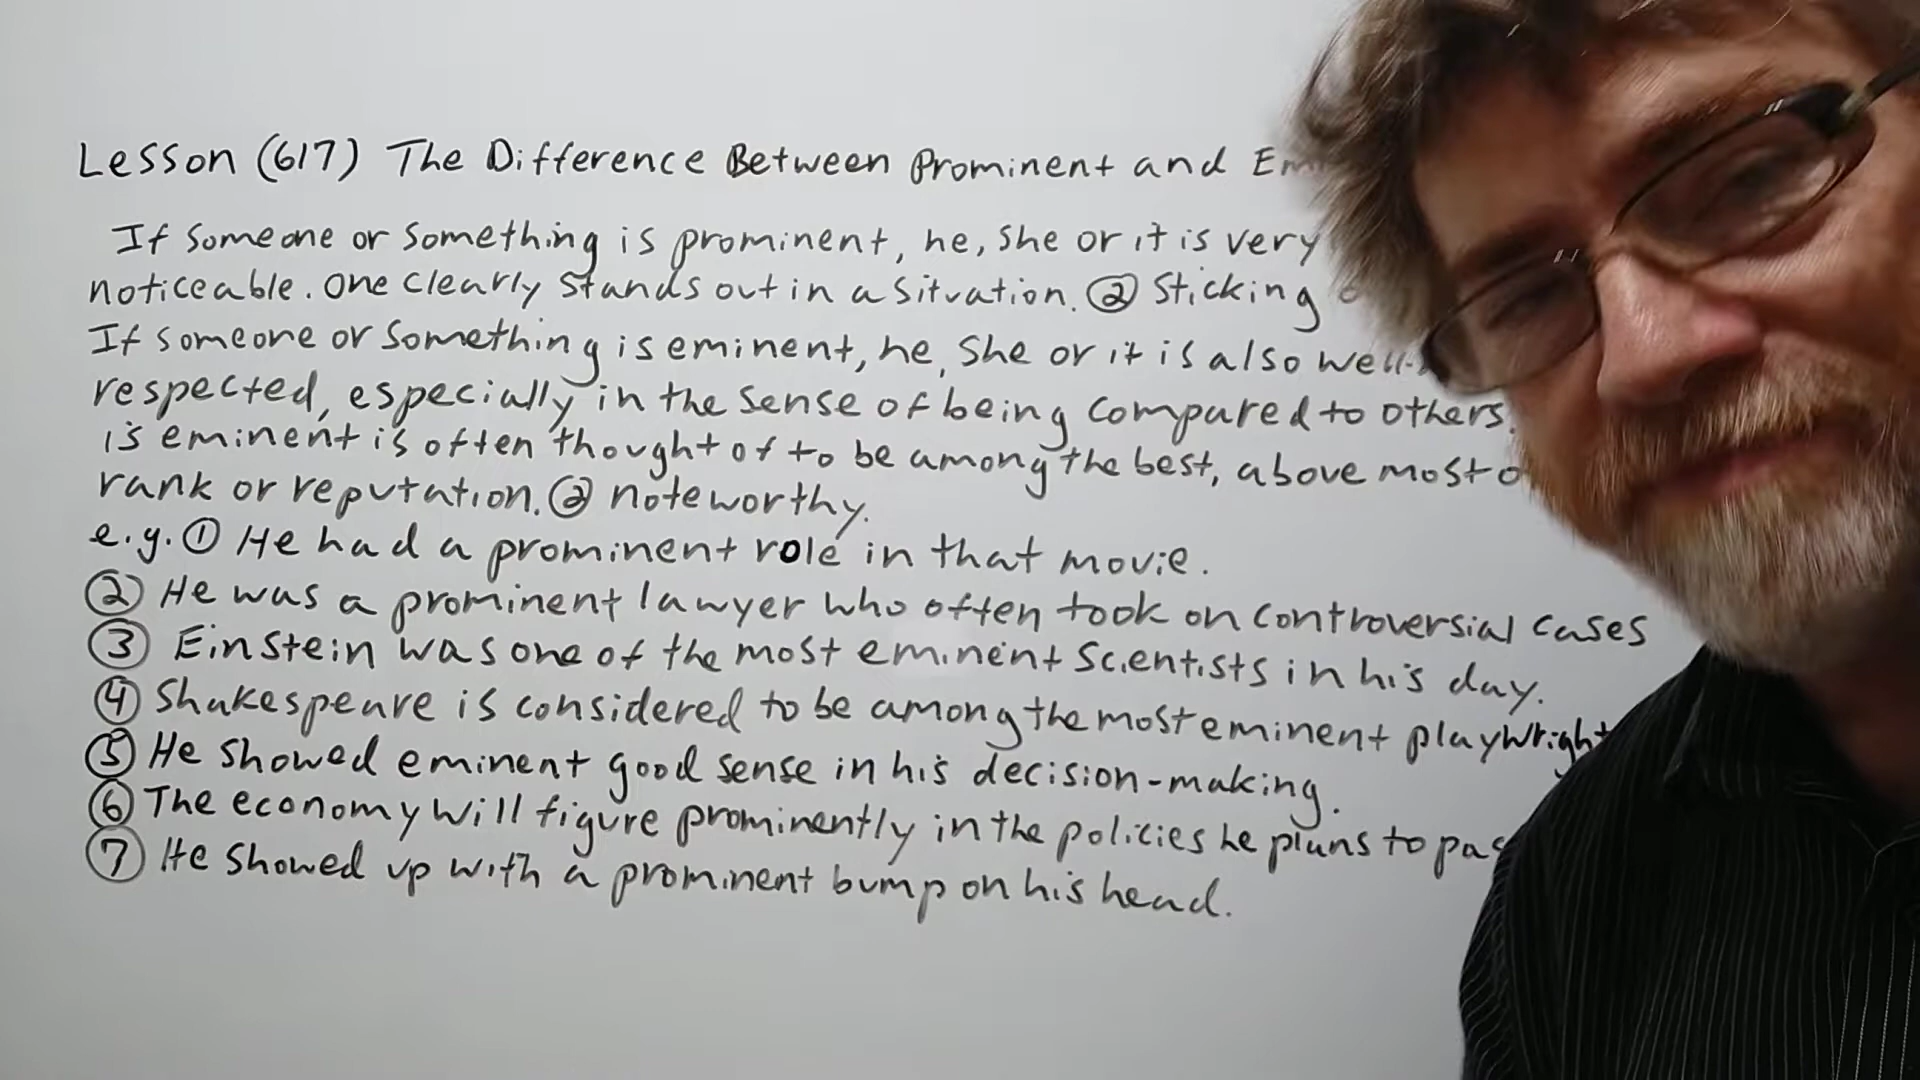 Lesson (617) The Difference Between Prominent and
If someone or something is prominent, he, she or it is very
noticeable. One clearly stands out in a situation. ② Sticking
If someone or something is eminent, he, she or it is also well-
respected, especially in the sense of being compared to others.
is eminent is often thought of to be among the best, above most
rank or reputation. ② noteworthy.
e.g. ① He had a prominent role in that movie.
② He was a prominent lawyer who often took on controversial cases
③ Einstein was one of the most eminent scientists in his day.
④ Shakespeare is considered to be among the most eminent playwright
⑤ He showed eminent good sense in his decision-making.
⑥ The economy will figure prominently in the policies he plans to
⑦ He showed up with a prominent bump on his head.